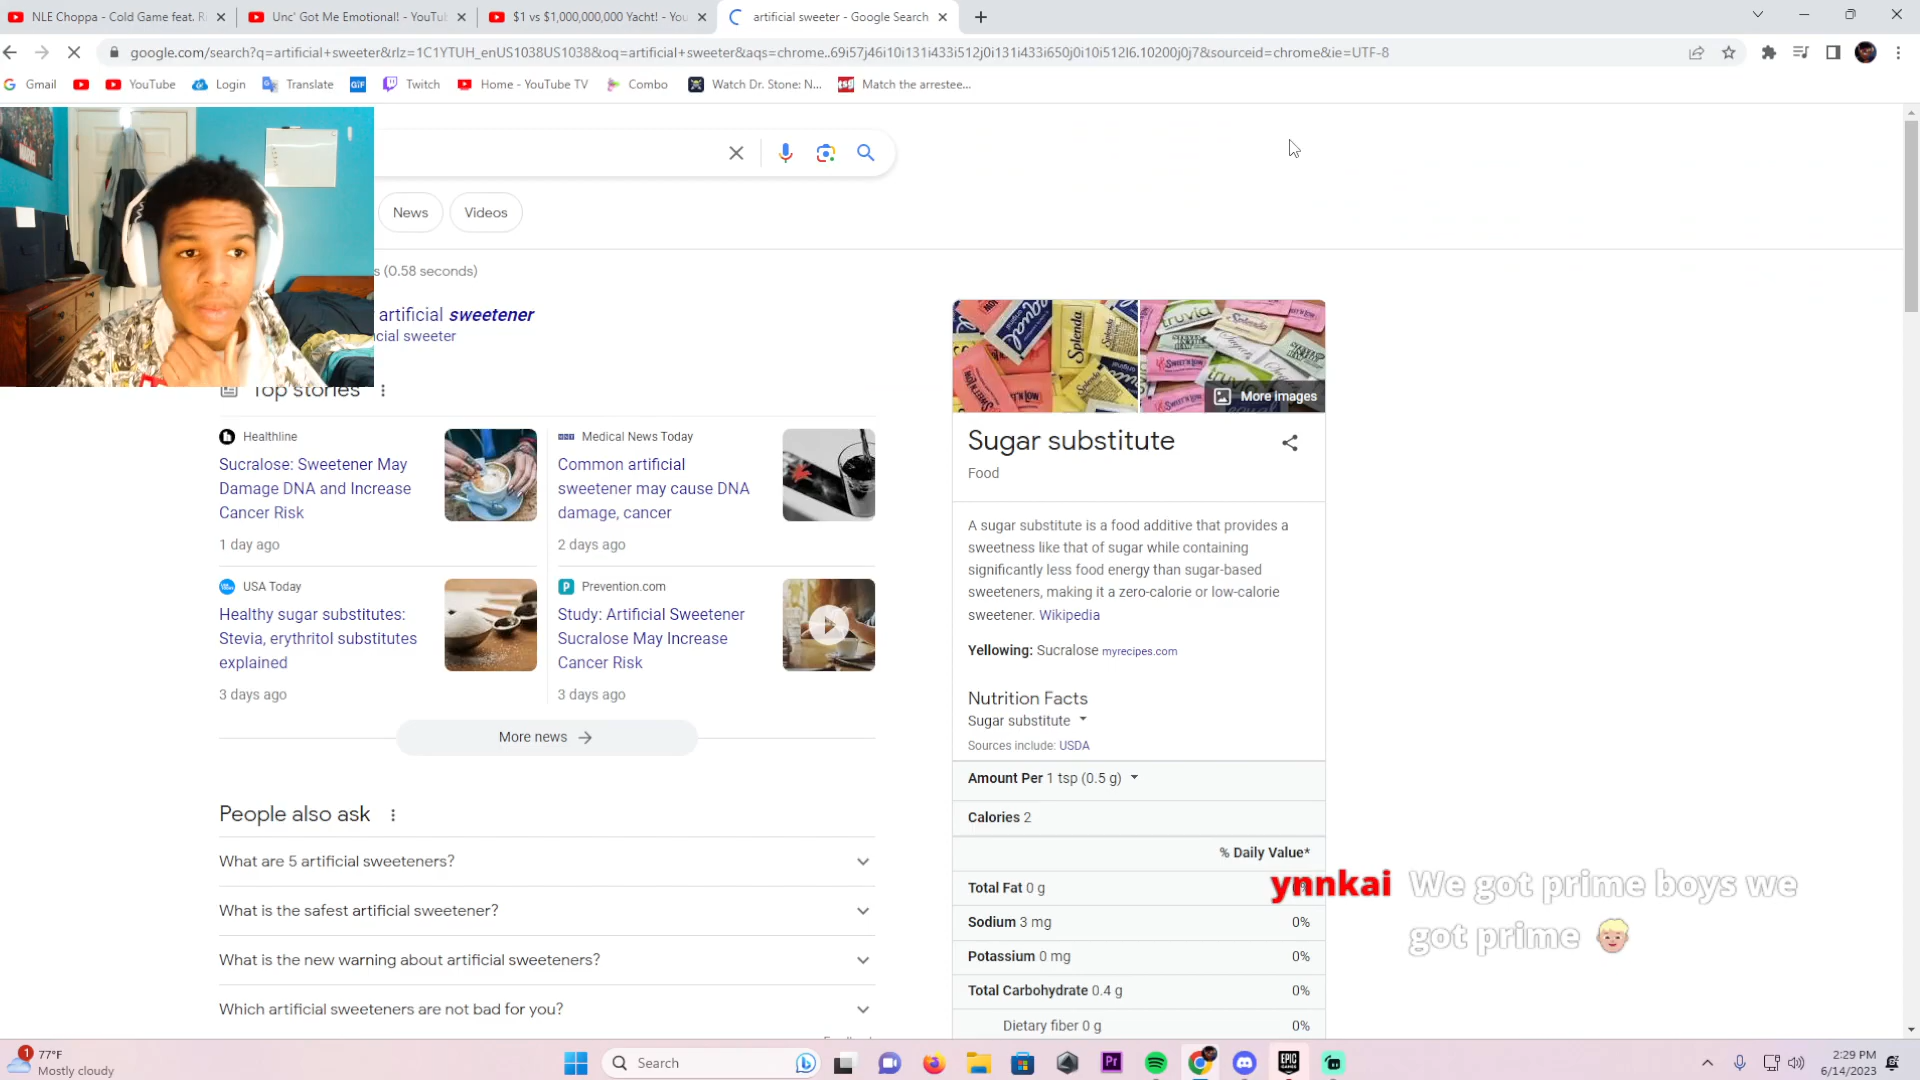 NLE Choppa - Cold Game feat. R
Unc' Got Me Emotional! - YouTu
$1 vs $1,000,000,000 Yacht! - You
artificial sweeter - Google Search
google.com/search?q=artificial+sweeter&rlz=1C1YTUH_enUS1038US1038&oq=artificial+sweeter&aqs=chrome..69i57j46i10i131i433i512j0i131i433i650j0i10i512l6.10200j0j7&sourceid=chrome&ie=UTF-8
Gmail
YouTube
Login
Translate
GIF
Twitch
Home - YouTube TV
Combo
Watch Dr. Stone: N...
Match the arrestee...
News
Videos
s (0.58 seconds)
artificial sweetener
cial sweeter
Top stories
Healthline
Sucralose: Sweetener May
Damage DNA and Increase
Cancer Risk
1 day ago
Medical News Today
Common artificial
sweetener may cause DNA
damage, cancer
2 days ago
USA Today
Healthy sugar substitutes:
Stevia, erythritol substitutes
explained
3 days ago
Prevention.com
Study: Artificial Sweetener
Sucralose May Increase
Cancer Risk
3 days ago
More news
People also ask
What are 5 artificial sweeteners?
What is the safest artificial sweetener?
What is the new warning about artificial sweeteners?
Which artificial sweeteners are not bad for you?
More images
Sugar substitute
Food
A sugar substitute is a food additive that provides a
sweetness like that of sugar while containing
significantly less food energy than sugar-based
sweeteners, making it a zero-calorie or low-calorie
sweetener. Wikipedia
Yellowing: Sucralose myrecipes.com
Nutrition Facts
Sugar substitute
Sources include: USDA
Amount Per 1 tsp (0.5 g)
Calories 2
% Daily Value*
Total Fat 0 g
Sodium 3 mg 0%
Potassium 0 mg 0%
Total Carbohydrate 0.4 g 0%
Dietary fiber 0 g 0%
ynnkai We got prime boys we
got prime
1
77°F
Mostly cloudy
Search
Pr
EPIC
GAMES
2:29 PM
6/14/2023